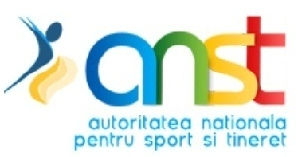 anst
autoritatea nationala
pentru sport si tineret